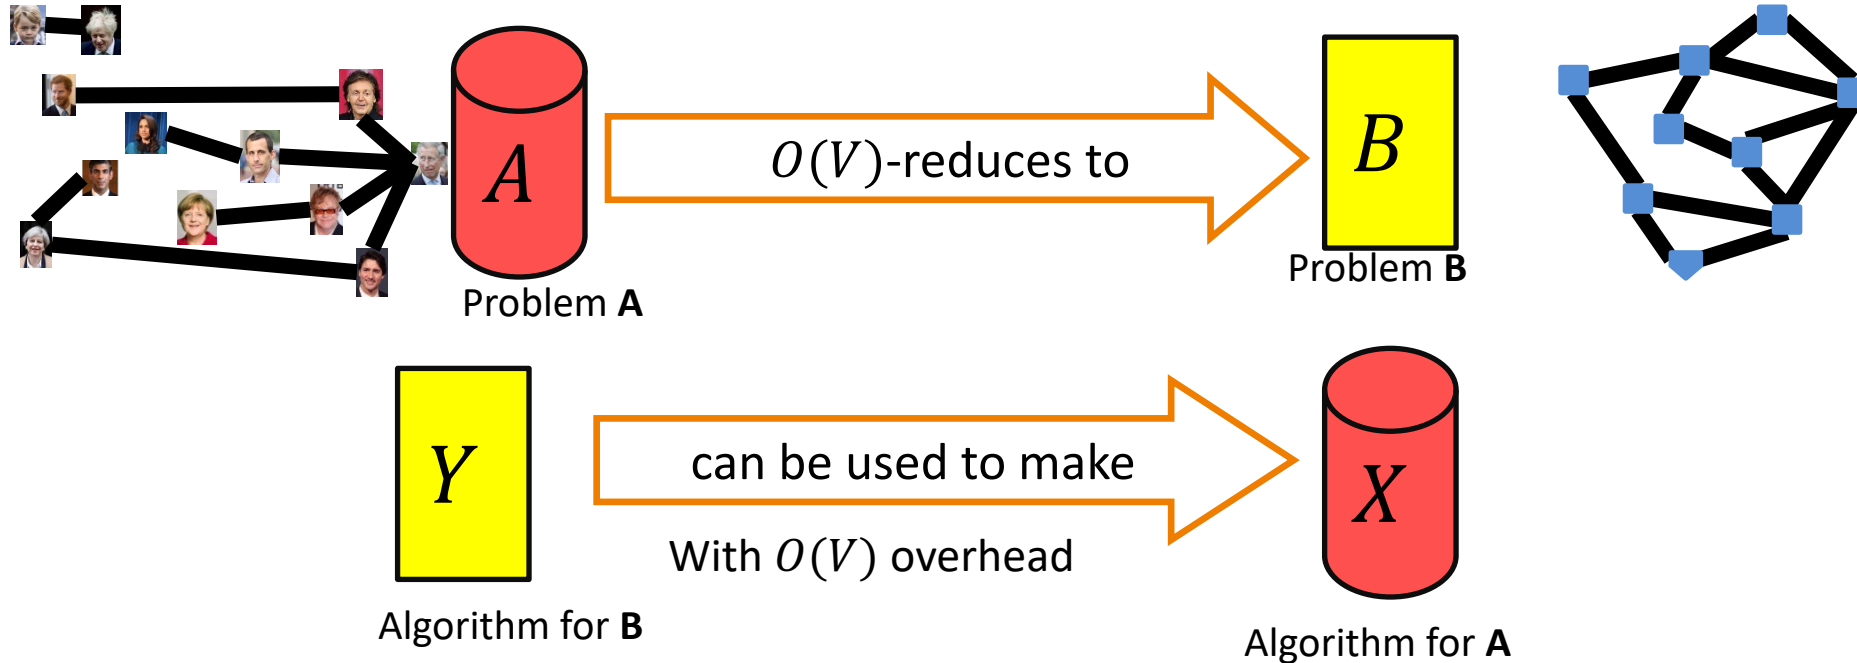 A
O(V)-reduces to
B
Problem A
Problem B
Y
can be used to make
X
With O(V) overhead
Algorithm for B
Algorithm for A